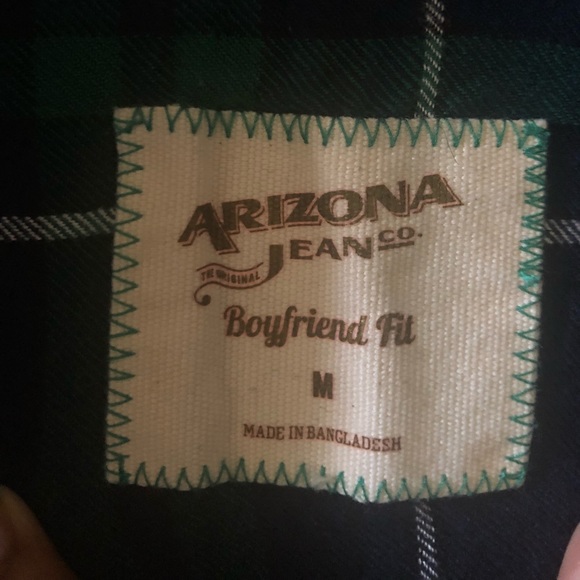 ARIZONA
JEAN CO.
THE ORIGINAL
Boyfriend Fit
M
MADE IN BANGLADESH